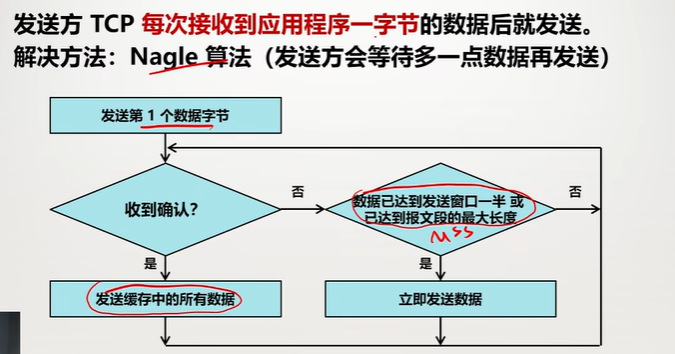 发送方 TCP 每次接收到应用程序一字节的数据后就发送。
解决方法：Nagle 算法（发送方会等待多一点数据再发送）
发送第 1 个数据字节
收到确认？
否
数据已达到发送窗口一半 或
已达到报文段的最大长度
MSS
否
是
是
发送缓存中的所有数据
立即发送数据